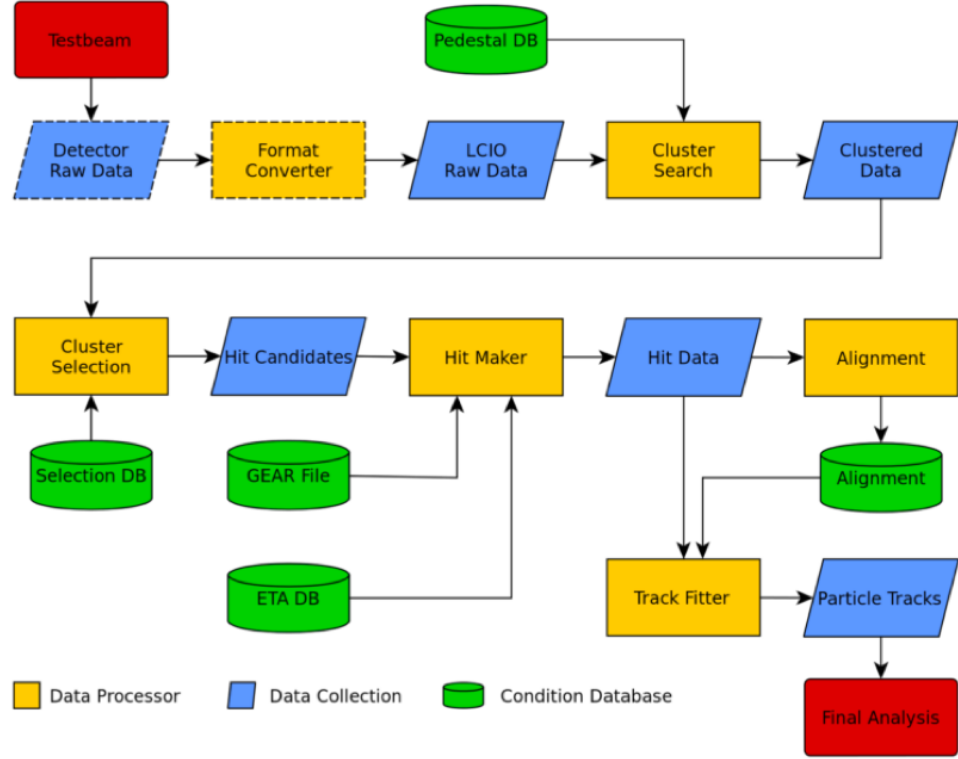 Testbeam
Pedestal DB
Detector
Raw Data
Format
Converter
LCIO
Raw Data
Cluster
Search
Clustered
Data
Cluster
Selection
Hit Candidates
Hit Maker
Hit Data
Alignment
Selection DB
GEAR File
Alignment
ETA DB
Track Fitter
Particle Tracks
Data Processor
Data Collection
Condition Database
Final Analysis